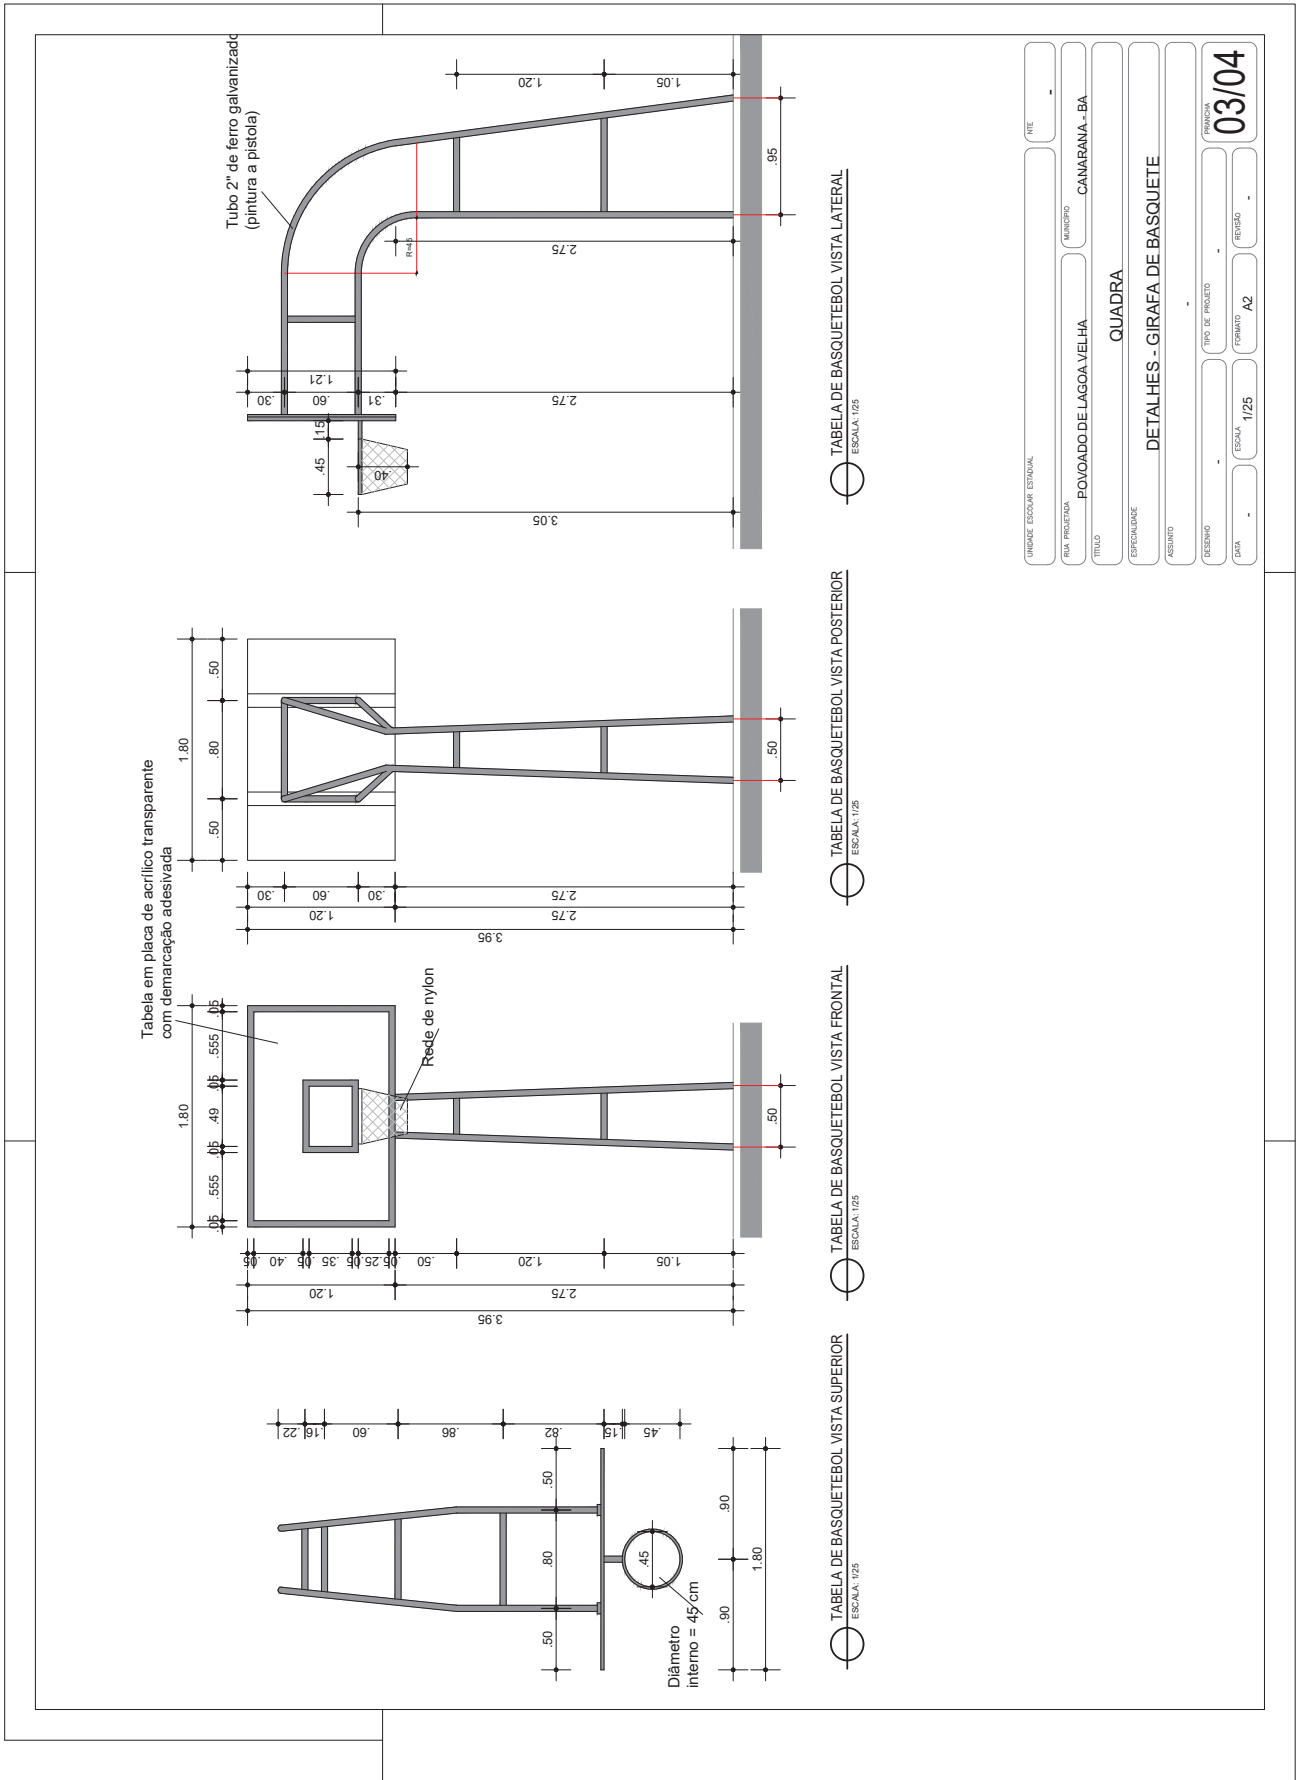 .22
.16
.60
.86
.82
.15
.45
.50
.80
.50
.45
Diâmetro
interno = 45 cm
.90
.90
1.80
TABELA DE BASQUETEBOL VISTA SUPERIOR
ESCALA: 1/25
Tabela em placa de acrílico transparente
com demarcação adesivada
1.80
.05
.555
.05
.49
.05
.555
.05
.05
.40
.05
.35
.05
.25
.05
.50
1.20
1.05
1.20
2.75
3.95
Rede de nylon
.50
TABELA DE BASQUETEBOL VISTA FRONTAL
ESCALA: 1/25
1.80
.50
.80
.50
.30
.60
.30
2.75
1.20
2.75
3.95
.50
TABELA DE BASQUETEBOL VISTA POSTERIOR
ESCALA: 1/25
Tubo 2" de ferro galvanizado
(pintura a pistola)
.45
.15
.30
.60
.31
2.75
1.21
.40
3.05
R=45
2.75
1.20
1.05
.95
TABELA DE BASQUETEBOL VISTA LATERAL
ESCALA: 1/25
UNIDADE ESCOLAR ESTADUAL
NTE
-
RUA PROJETADA
POVOADO DE LAGOA VELHA
MUNICÍPIO
CANARANA - BA
TÍTULO
QUADRA
ESPECIALIDADE
DETALHES - GIRAFA DE BASQUETE
ASSUNTO
-
DESENHO
-
TIPO DE PROJETO
-
PRANCHA
03/04
DATA
-
ESCALA
1/25
FORMATO
A2
REVISÃO
-